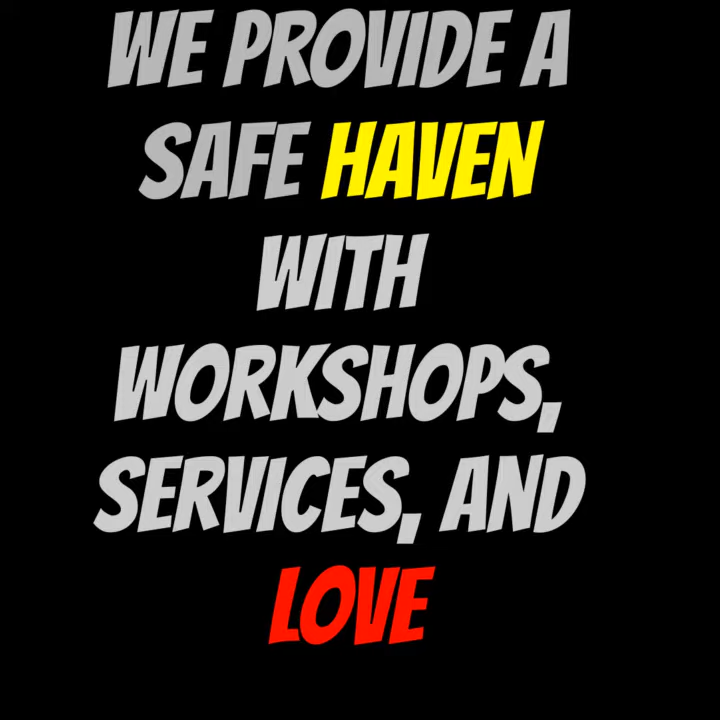 WE PROVIDE A
SAFE HAVEN
WITH
WORKSHOPS,
SERVICES, AND
LOVE